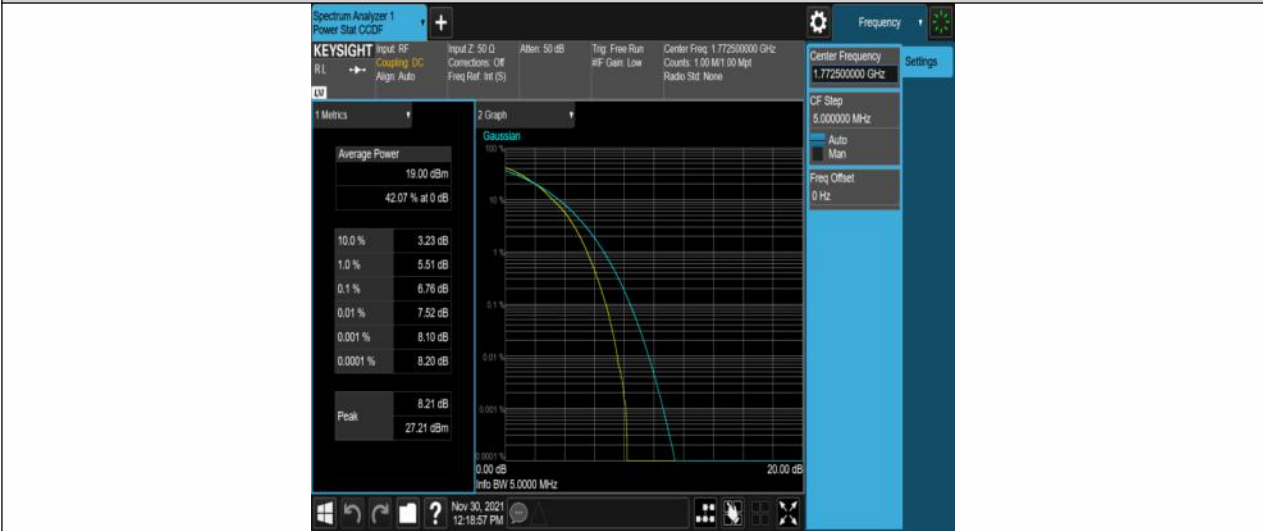 Spectrum Analyzer 1
Power Stat CCDF
Frequency
KEYSIGHT
Input: RF
Coupling: DC
Align: Auto
Input Z: 50 Ω
Corrections: Off
Freq Ref: Int (S)
Atten: 50 dB
Trig: Free Run
#IF Gain: Low
Center Freq: 1.772500000 GHz
Counts: 1.00 M/1.00 Mpt
Radio Std: None
RL
LV
Center Frequency
1.772500000 GHz
Settings
CF Step
5.000000 MHz
Auto
Man
Freq Offset
0 Hz
1 Metrics
Average Power
19.00 dBm
42.07 % at 0 dB
10.0 % 3.23 dB
1.0 % 5.51 dB
0.1 % 6.76 dB
0.01 % 7.52 dB
0.001 % 8.10 dB
0.0001 % 8.20 dB
Peak
8.21 dB
27.21 dBm
2 Graph
Gaussian
100 %
10 %
1 %
0.1 %
0.01 %
0.001 %
0.0001 %
0.00 dB 20.00 dB
Info BW 5.0000 MHz
Nov 30, 2021
12:18:57 PM